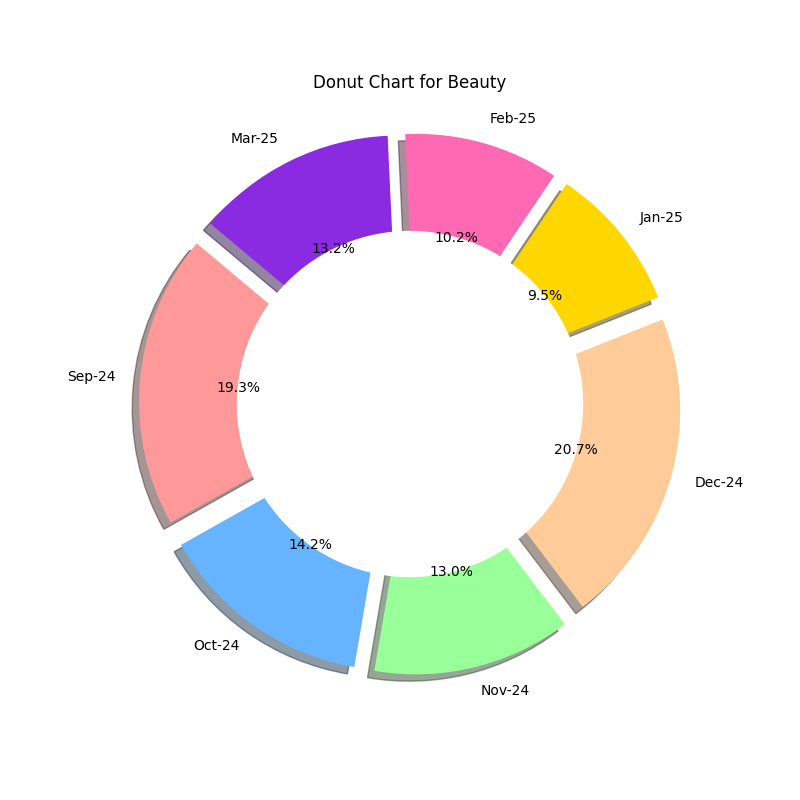 Donut Chart for Beauty
Feb-25
Mar-25
Jan-25
10.2%
13.2%
9.5%
Sep-24
19.3%
20.7%
Dec-24
14.2%
13.0%
Oct-24
Nov-24